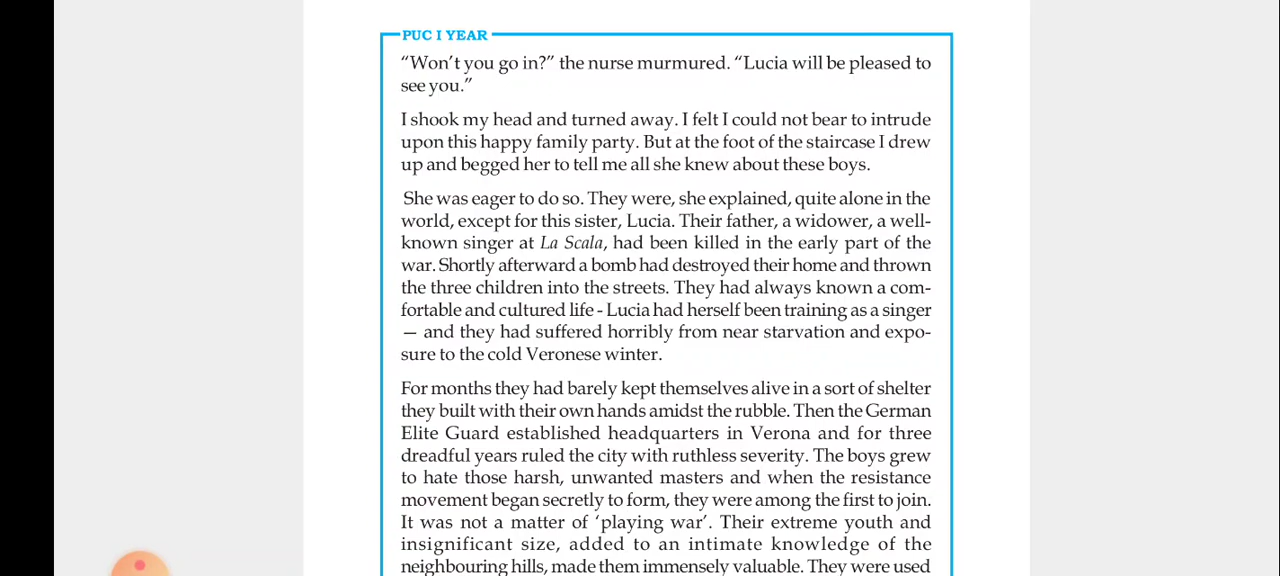 PUC I YEAR
“Won’t you go in?” the nurse murmured. “Lucia will be pleased to
see you.”
I shook my head and turned away. I felt I could not bear to intrude
upon this happy family party. But at the foot of the staircase I drew
up and begged her to tell me all she knew about these boys.
She was eager to do so. They were, she explained, quite alone in the
world, except for this sister, Lucia. Their father, a widower, a well-
known singer at La Scala, had been killed in the early part of the
war. Shortly afterward a bomb had destroyed their home and thrown
the three children into the streets. They had always known a com-
fortable and cultured life - Lucia had herself been training as a singer
— and they had suffered horribly from near starvation and expo-
sure to the cold Veronese winter.
For months they had barely kept themselves alive in a sort of shelter
they built with their own hands amidst the rubble. Then the German
Elite Guard established headquarters in Verona and for three
dreadful years ruled the city with ruthless severity. The boys grew
to hate those harsh, unwanted masters and when the resistance
movement began secretly to form, they were among the first to join.
It was not a matter of ‘playing war’. Their extreme youth and
insignificant size, added to an intimate knowledge of the
neighbouring hills, made them immensely valuable. They were used